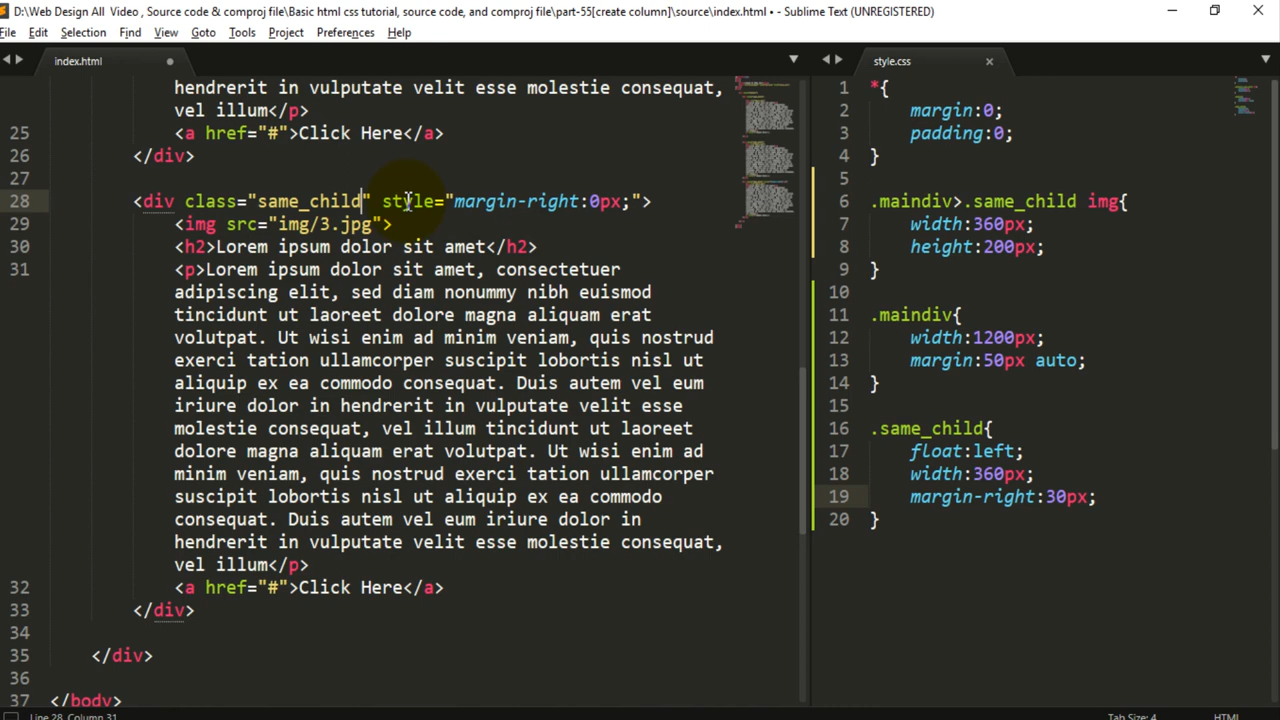 D:\Web Design All  Video , Source code & comproj file\Basic html css tutorial, source code, and comproj file\part-55[create column]\source\index.html • - Sublime Text (UNREGISTERED)
File Edit Selection Find View Goto Tools Project Preferences Help
index.html
hendrerit in vulputate velit esse molestie consequat,
vel illum</p>
25 <a href="#">Click Here</a>
26 </div>
27
28 <div class="same_child" style="margin-right:0px;">
29 <img src="img/3.jpg">
30 <h2>Lorem ipsum dolor sit amet</h2>
31 <p>Lorem ipsum dolor sit amet, consectetuer
adipiscing elit, sed diam nonummy nibh euismod
tincidunt ut laoreet dolore magna aliquam erat
volutpat. Ut wisi enim ad minim veniam, quis nostrud
exerci tation ullamcorper suscipit lobortis nisl ut
aliquip ex ea commodo consequat. Duis autem vel eum
iriure dolor in hendrerit in vulputate velit esse
molestie consequat, vel illum tincidunt ut laoreet
dolore magna aliquam erat volutpat. Ut wisi enim ad
minim veniam, quis nostrud exerci tation ullamcorper
suscipit lobortis nisl ut aliquip ex ea commodo
consequat. Duis autem vel eum iriure dolor in
hendrerit in vulputate velit esse molestie consequat,
vel illum</p>
32 <a href="#">Click Here</a>
33 </div>
34
35 </div>
36
37 </body>
style.css
1 *{
2 margin:0;
3 padding:0;
4 }
5
6 .maindiv>.same_child img{
7 width:360px;
8 height:200px;
9 }
10
11 .maindiv{
12 width:1200px;
13 margin:50px auto;
14 }
15
16 .same_child{
17 float:left;
18 width:360px;
19 margin-right:30px;
20 }
Line 28, Column 31
Tab Size: 4
HTML